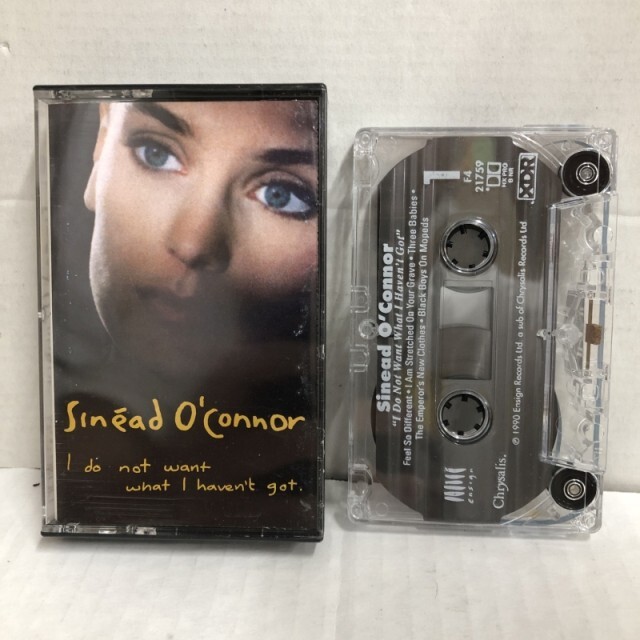 Sinéad O'Connor
I do not want
what I haven't got.
Sinead O'Connor
"I Do Not Want What I Haven't Got"
Feel So Different • I Am Stretched On Your Grave • Three Babies •
The Emperor's New Clothes • Black Boys On Mopeds
1
F4
21759
XDR
ensign
Chrysalis.
℗ 1990 Ensign Records Ltd. a sub. of Chrysalis Records Ltd